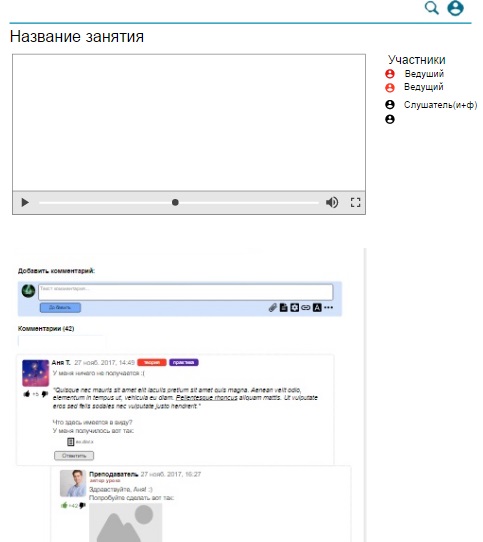 Название занятия
Участники
Ведуший
Ведущий
Слушатель(и+ф)
Добавить комментарий:
Текст комментария...
Добавить
Комментарии (42)
Аня Т. 27 нояб. 2017, 14:49 теория практика
У меня ничего не получается :(
"Quisque nec mauris sit amet elit iaculis pretium sit amet quis magna. Aenean velit odio,
elementum in tempus ut, vehicula eu diam. Pellentesque rhoncus aliquam mattis. Ut vulputate
eros sed felis sodales nec vulputate justo hendrerit."
Что здесь имеется в виду?
У меня получилось вот так:
Ответить
Преподаватель 27 нояб. 2017, 16:27
автор урока
Здравствуйте, Аня! :)
Попробуйте сделать вот так:
+42